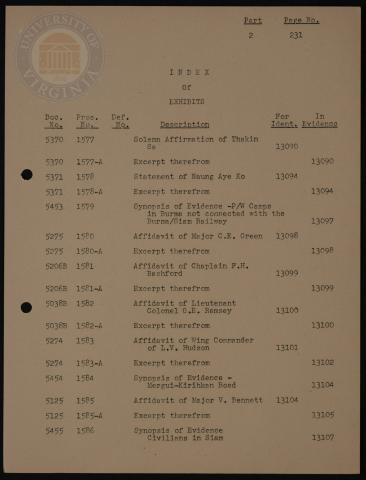 UNIVERSITY OF VIRGINIA
Part Page No.
2 231
I N D E X
Of
EXHIBITS
Doc. Pros. Def. For In
No. No. No. Description Ident. Evidence
5370 1577 Solemn Affirmation of Thakin
Sa 13090
5370 1577-A Excerpt therefrom 13090
5371 1578 Statement of Naung Aye Ko 13094
5371 1578-A Excerpt therefrom 13094
5453 1579 Synopsis of Evidence -P/W Camps
in Burma not connected with the
Burma/Siam Railway 13097
5275 1580 Affidavit of Major C.E. Green 13098
5275 1580-A Excerpt therefrom 13098
5206B 1581 Affidavit of Chaplain F.H.
Bashford 13099
5206B 1581-A Excerpt therefrom 13099
5038B 1582 Affidavit of Lieutenant
Colonel O.E. Ramsey 13100
5038B 1582-A Excerpt therefrom 13100
5274 1583 Affidavit of Wing Commander
of L.V. Hudson 13101
5274 1583-A Excerpt therefrom 13102
5454 1584 Synopsis of Evidence -
Mergui-Kirihkan Road 13104
5125 1585 Affidavit of Major V. Bennett 13104
5125 1585-A Excerpt therefrom 13105
5455 1586 Synopsis of Evidence
Civilians in Siam 13107